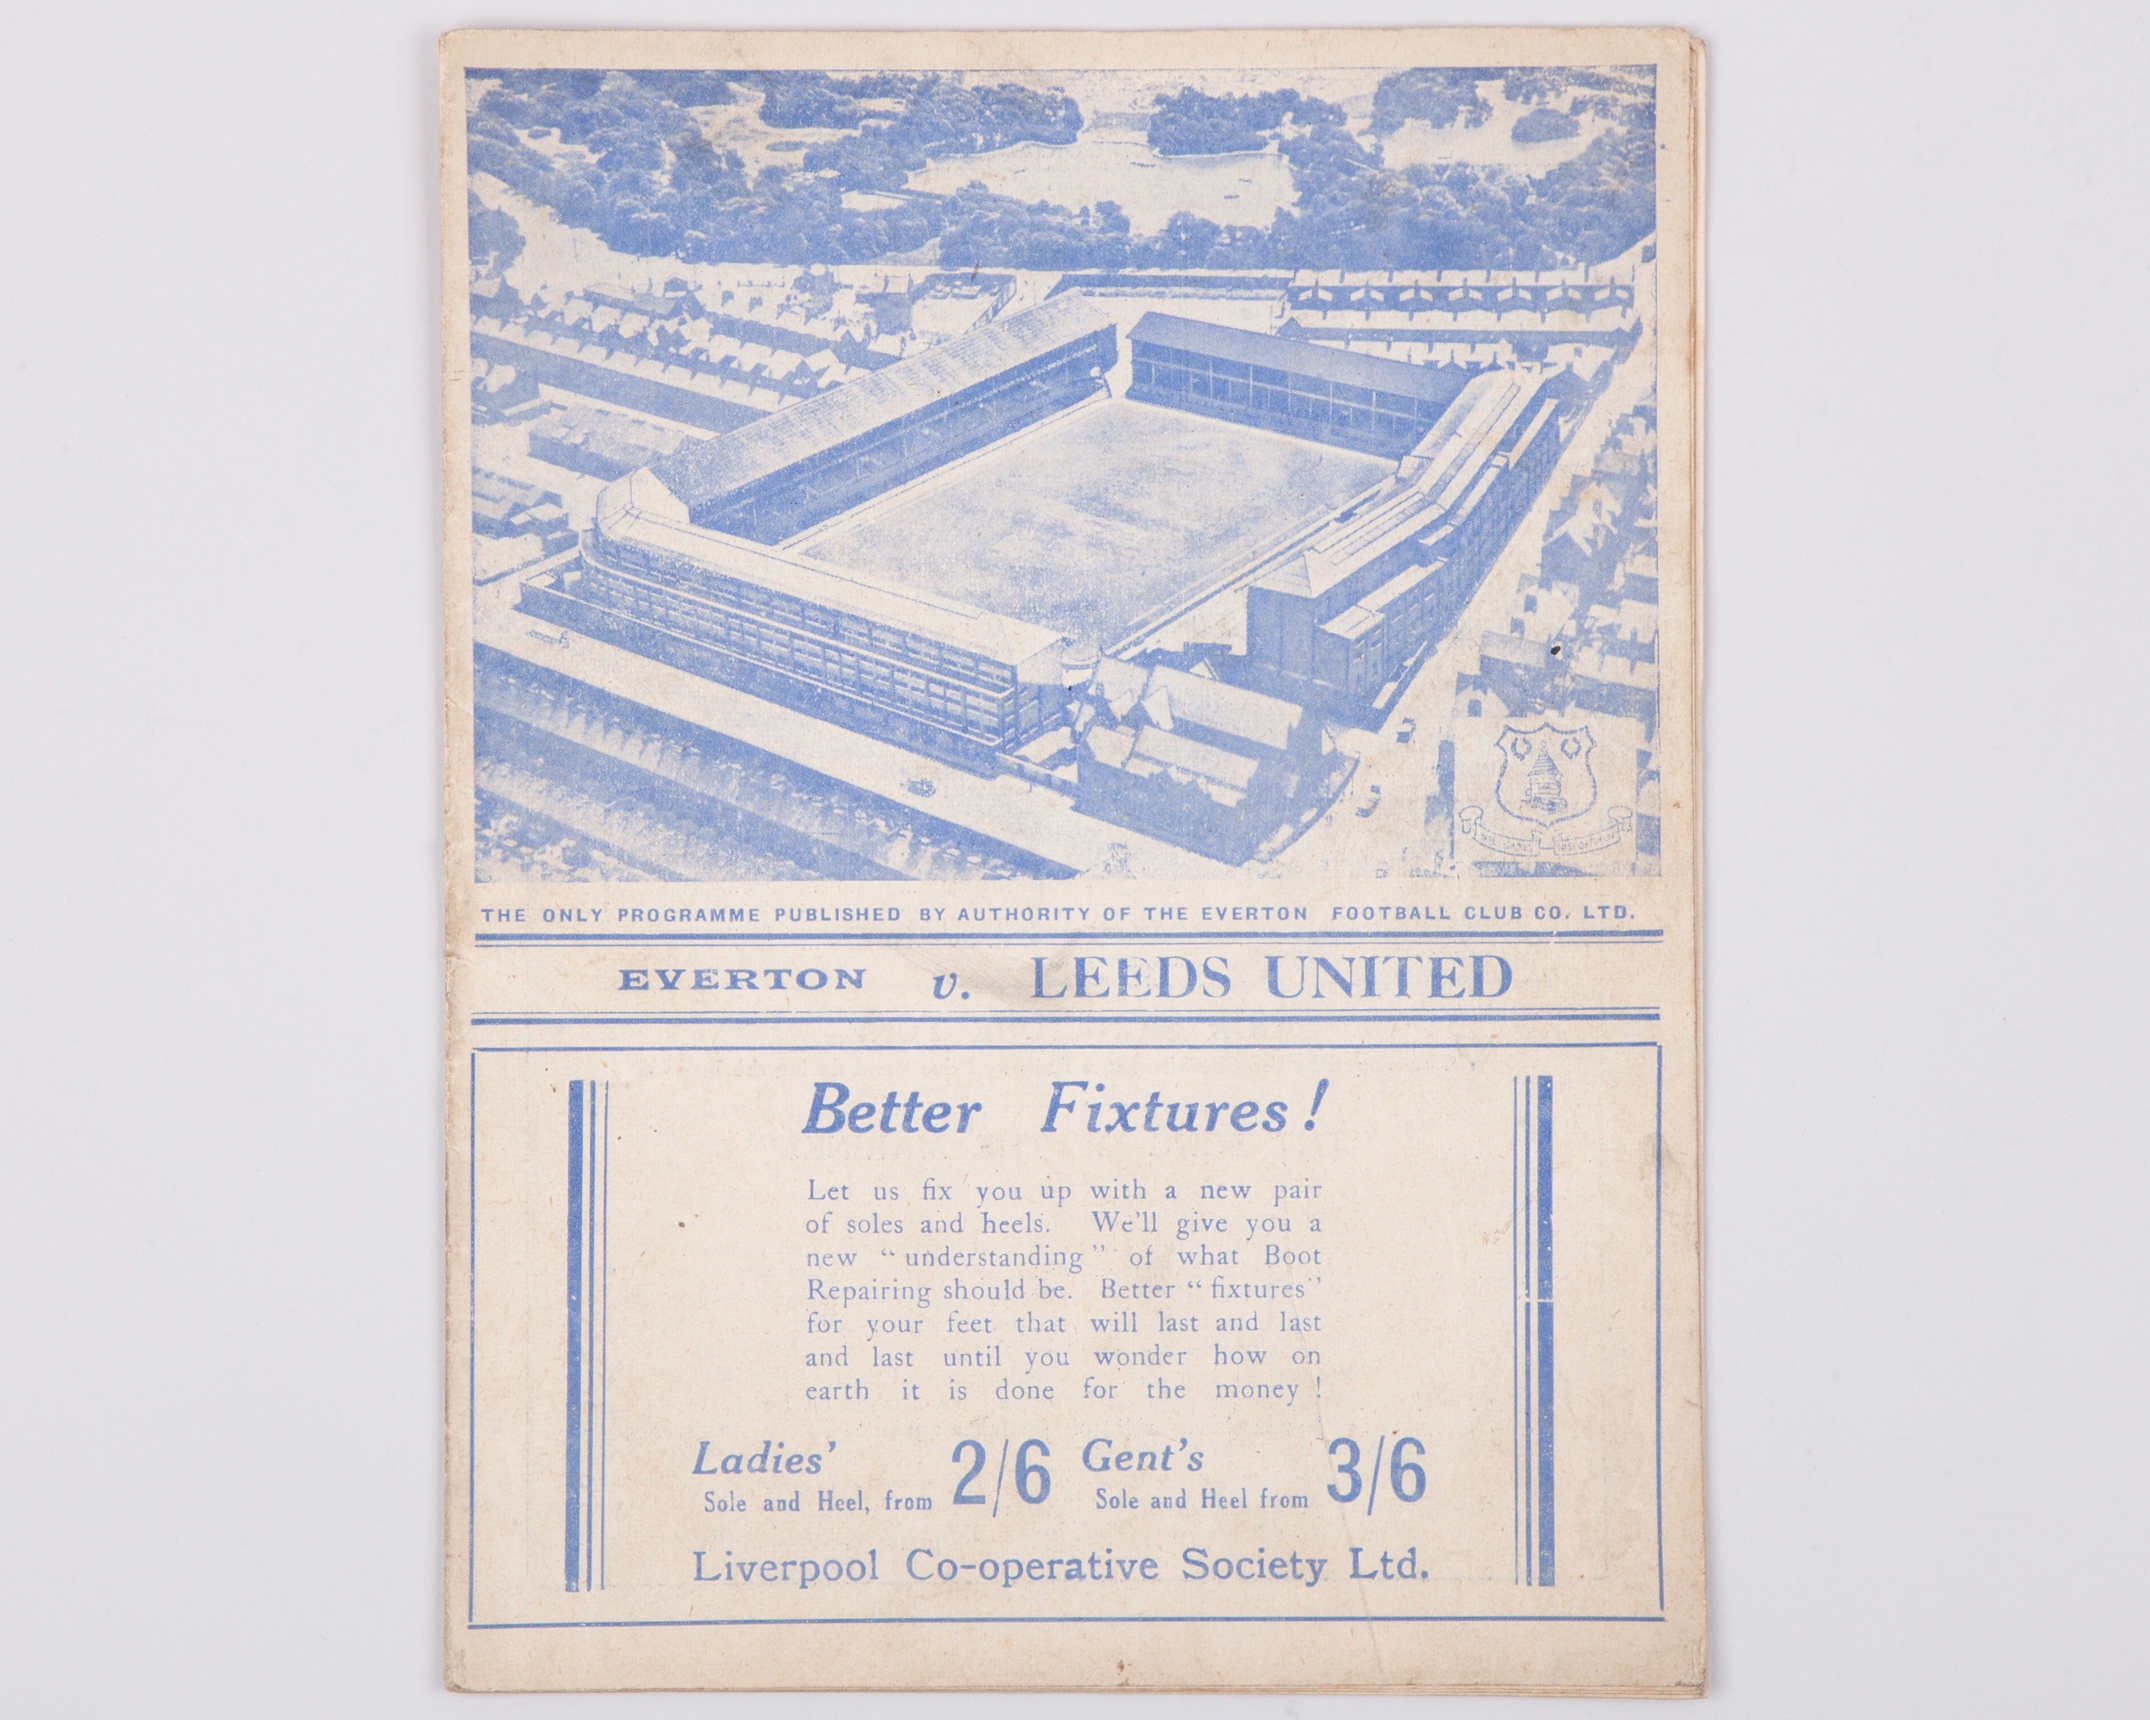 THE ONLY PROGRAMME PUBLISHED BY AUTHORITY OF THE EVERTON FOOTBALL CLUB CO. LTD.
EVERTON v. LEEDS UNITED
Better Fixtures!
Let us fix you up with a new pair
of soles and heels. We'll give you a
new "understanding" of what Boot
Repairing should be. Better "fixtures"
for your feet that will last and last
and last until you wonder how on
earth it is done for the money!
Ladies' 2/6 Gent's 3/6
Sole and Heel, from Sole and Heel from
Liverpool Co-operative Society Ltd.